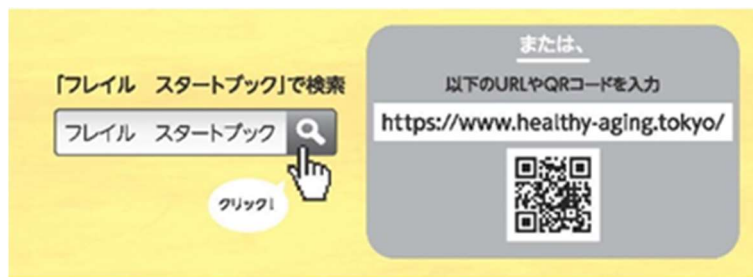 「フレイル　スタートブック」で検索
フレイル　スタートブック
クリック！
または、
以下のURLやQRコードを入力
https://www.healthy-aging.tokyo/